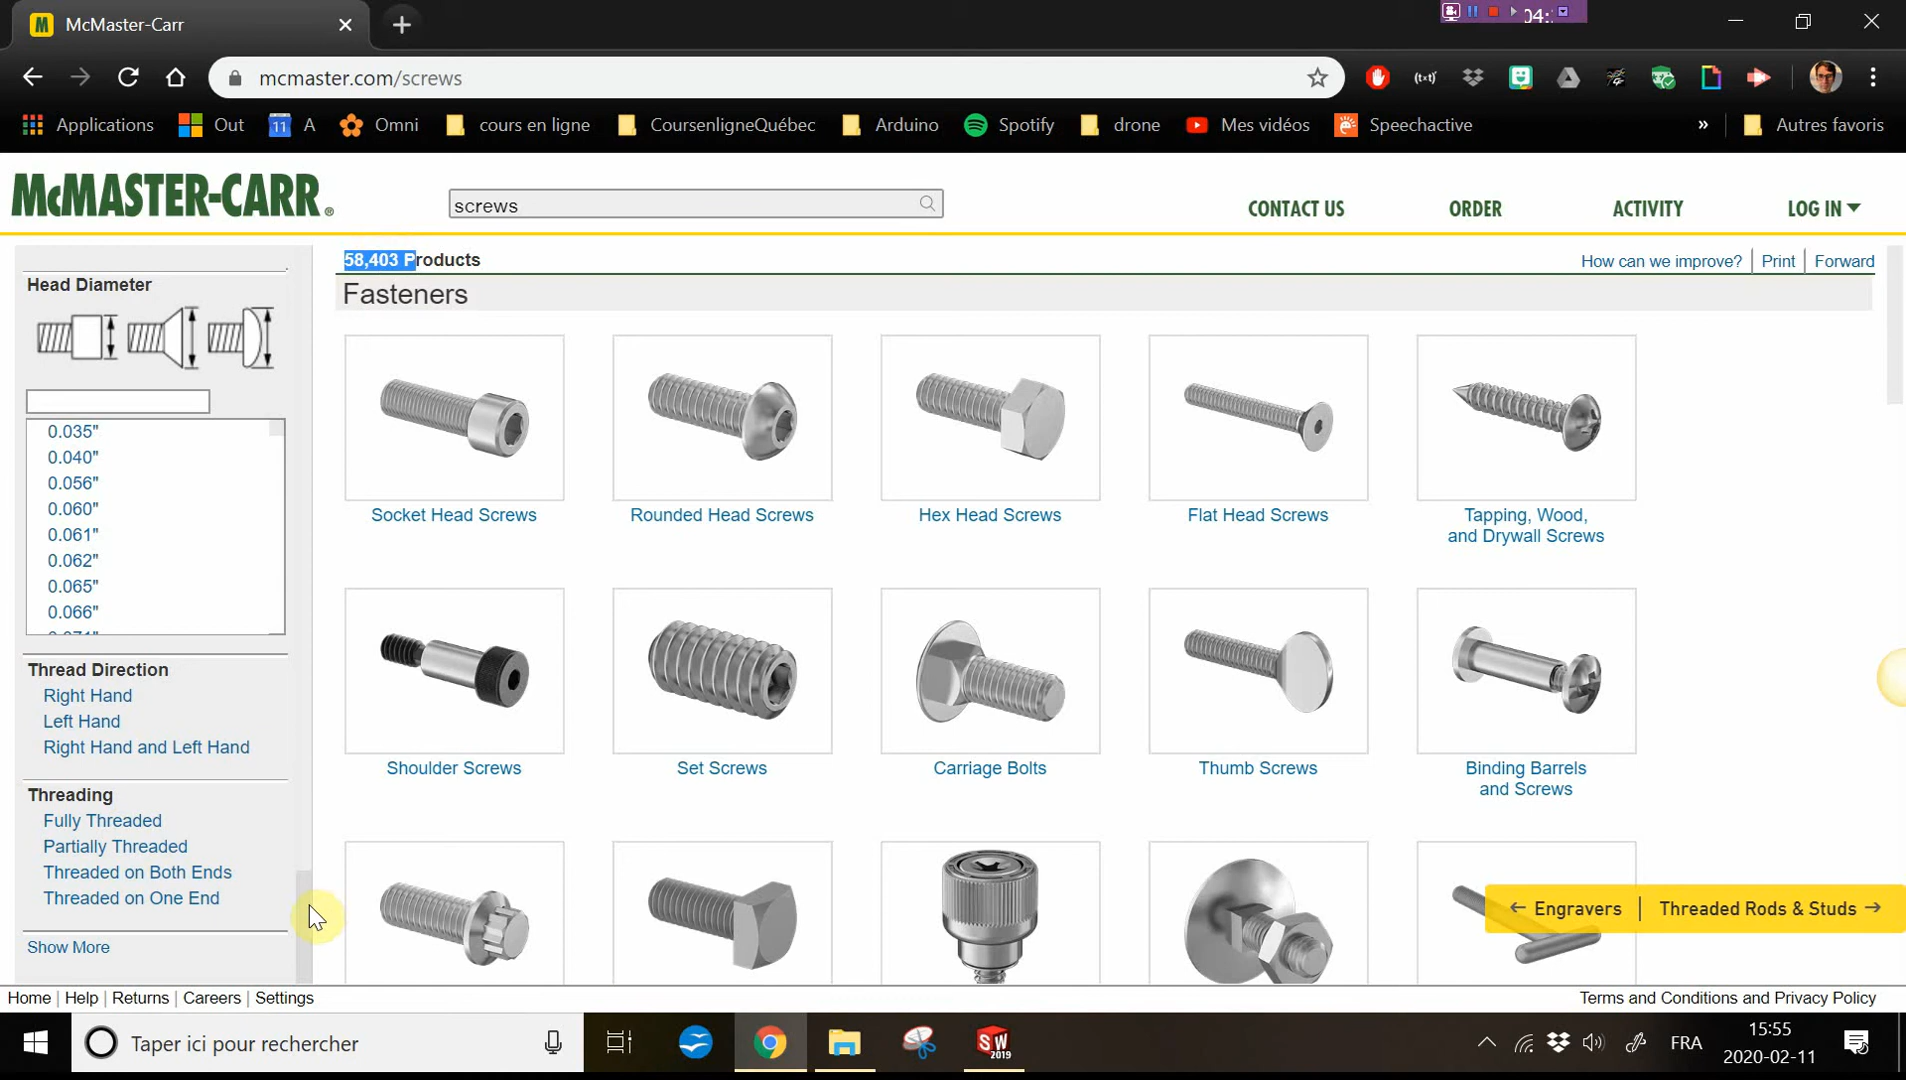 McMaster-Carr
04:
mcmaster.com/screws
Applications
Out
11
A
Omni
cours en ligne
CoursenligneQuébec
Arduino
Spotify
drone
Mes vidéos
Speechactive
»
Autres favoris
McMASTER-CARR®
screws
CONTACT US
ORDER
ACTIVITY
LOG IN
58,403 Products
How can we improve?
Print
Forward
Head Diameter
Fasteners
0.035"
0.040"
0.056"
0.060"
0.061"
0.062"
0.065"
0.066"
0.071"
Socket Head Screws
Rounded Head Screws
Hex Head Screws
Flat Head Screws
Tapping, Wood,
and Drywall Screws
Thread Direction
Right Hand
Left Hand
Right Hand and Left Hand
Shoulder Screws
Set Screws
Carriage Bolts
Thumb Screws
Binding Barrels
and Screws
Threading
Fully Threaded
Partially Threaded
Threaded on Both Ends
Threaded on One End
Show More
← Engravers | Threaded Rods & Studs →
Home | Help | Returns | Careers | Settings
Terms and Conditions and Privacy Policy
Taper ici pour rechercher
SW
2019
FRA
15:55
2020-02-11